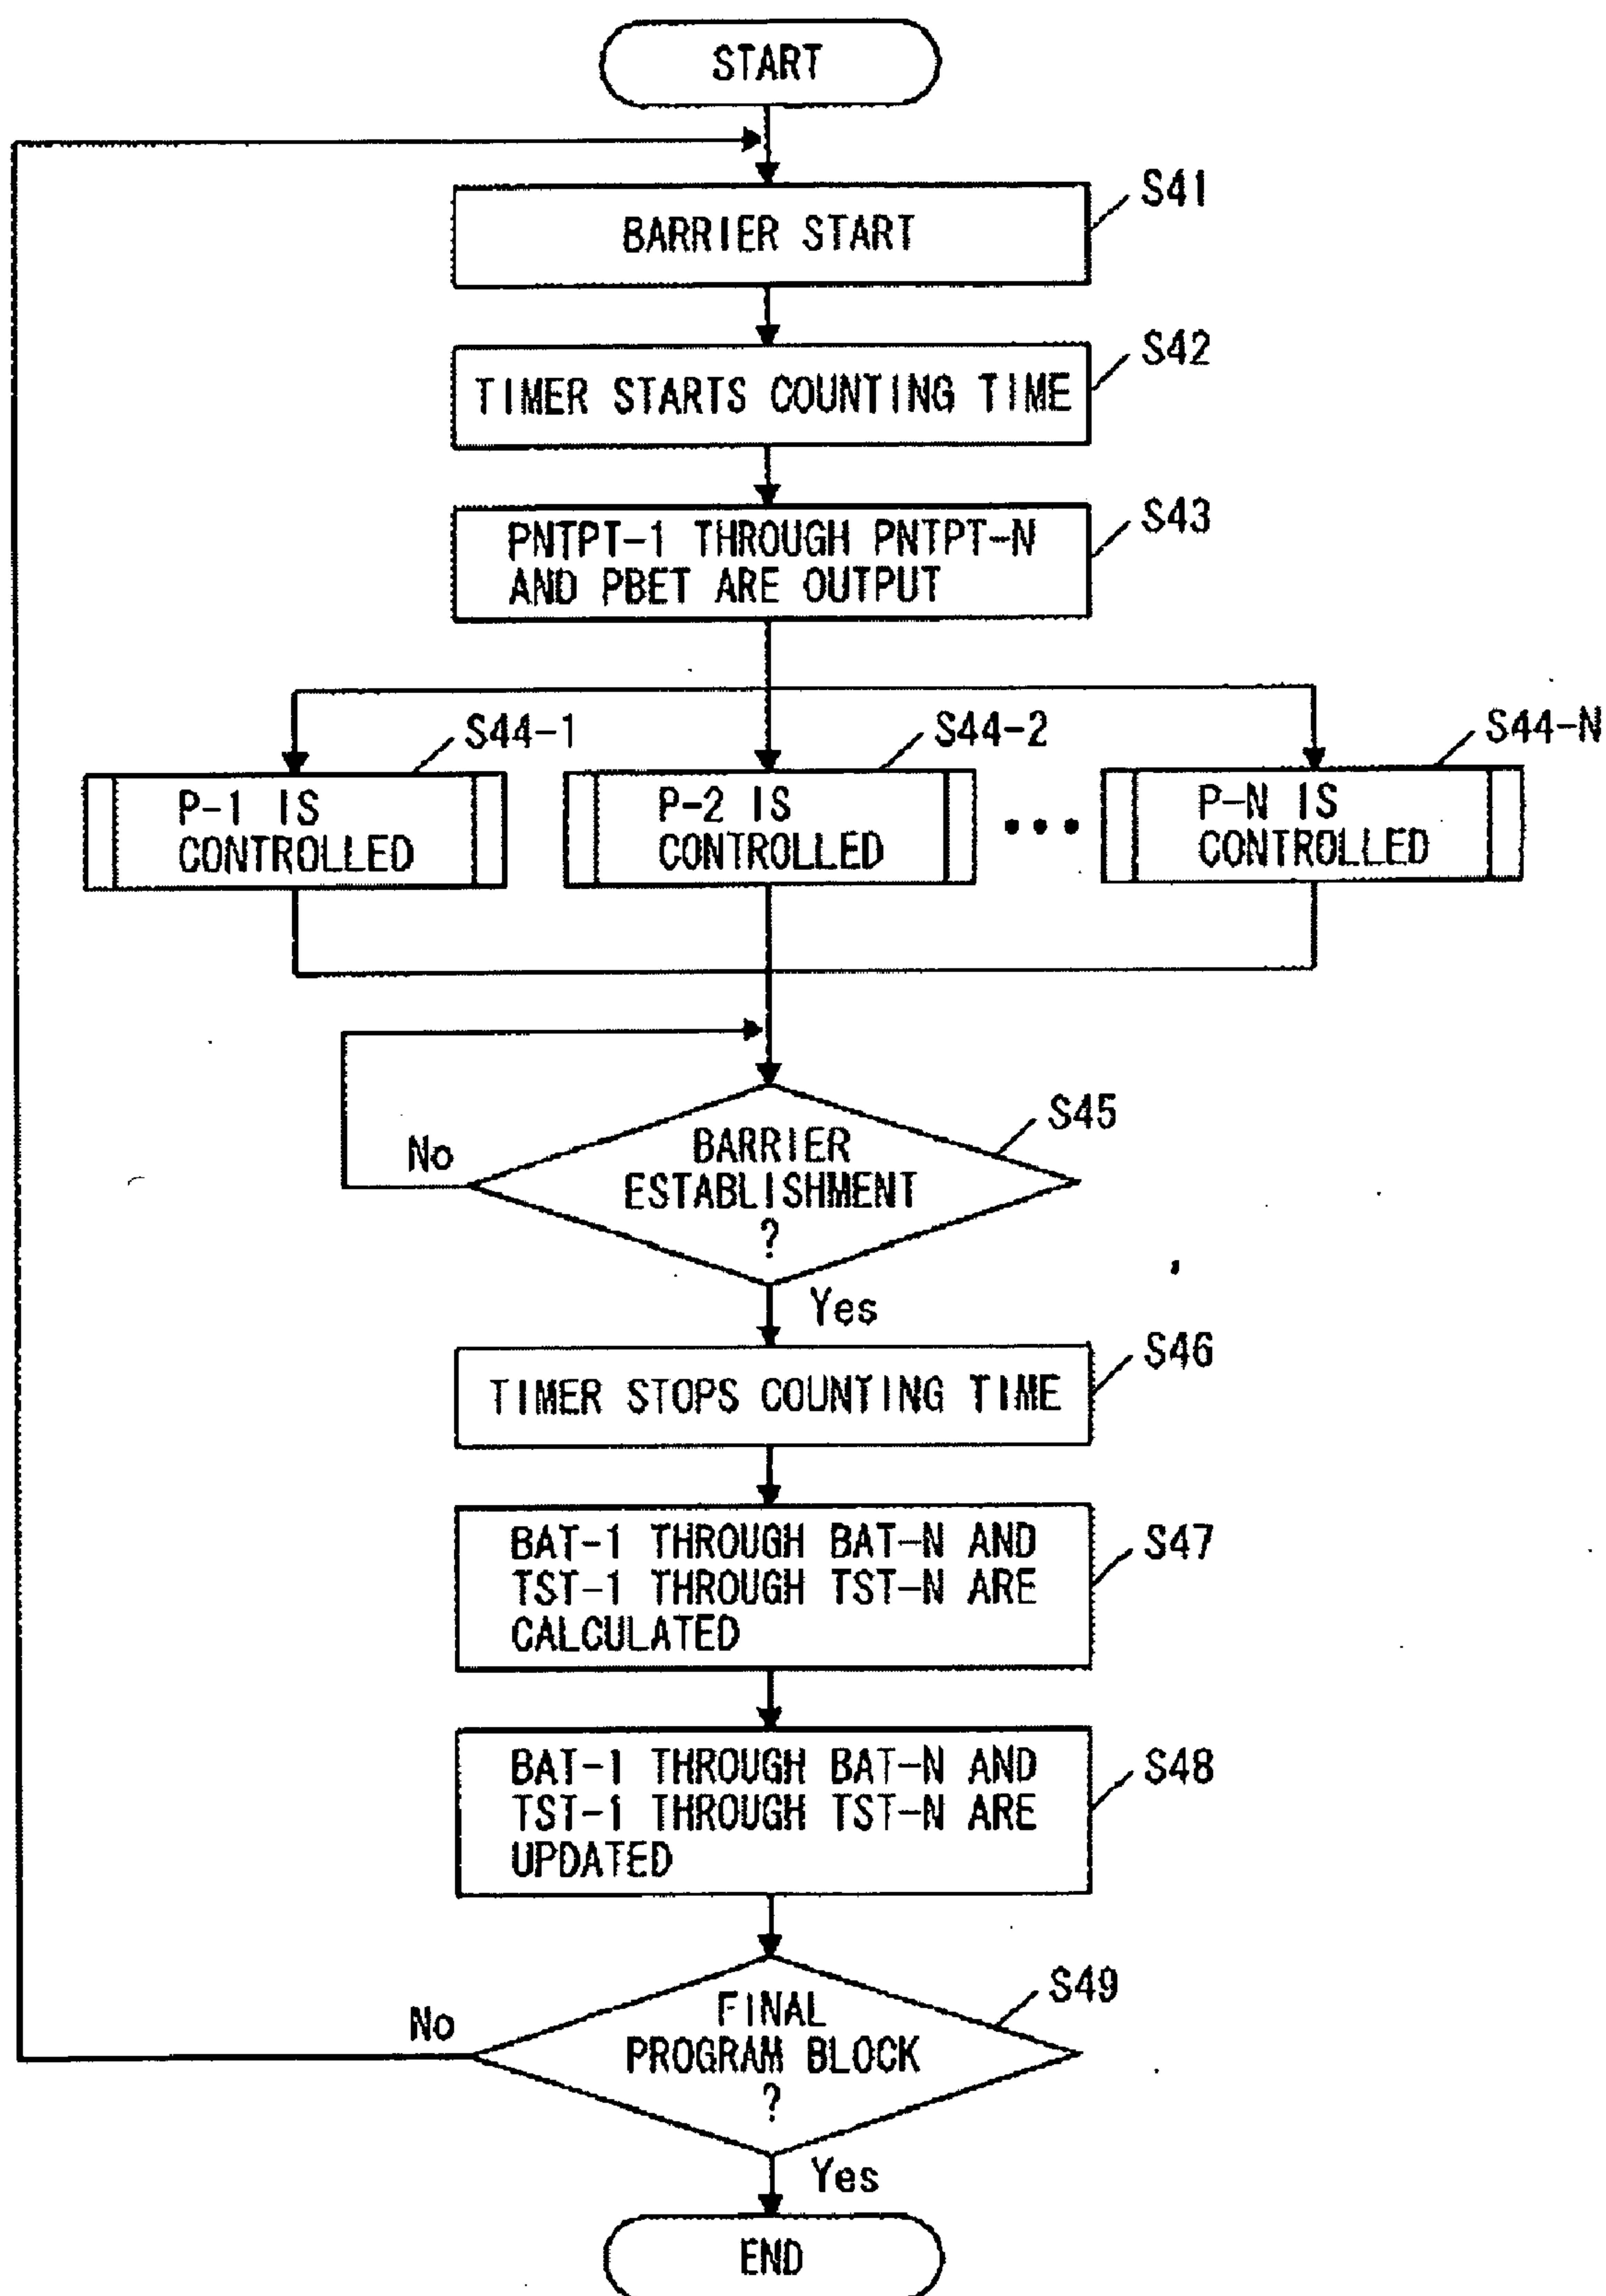 START
S41
BARRIER START
S42
TIMER STARTS COUNTING TIME
S43
PNTPT-1 THROUGH PNTPT-N
AND PBET ARE OUTPUT
S44-1
S44-2
S44-N
P-1 IS
CONTROLLED
P-2 IS
CONTROLLED
•••
P-N IS
CONTROLLED
S45
No
BARRIER
ESTABLISHMENT
?
Yes
S46
TIMER STOPS COUNTING TIME
S47
BAT-1 THROUGH BAT-N AND
TST-1 THROUGH TST-N ARE
CALCULATED
S48
BAT-1 THROUGH BAT-N AND
TST-1 THROUGH TST-N ARE
UPDATED
S49
No
FINAL
PROGRAM BLOCK
?
Yes
END